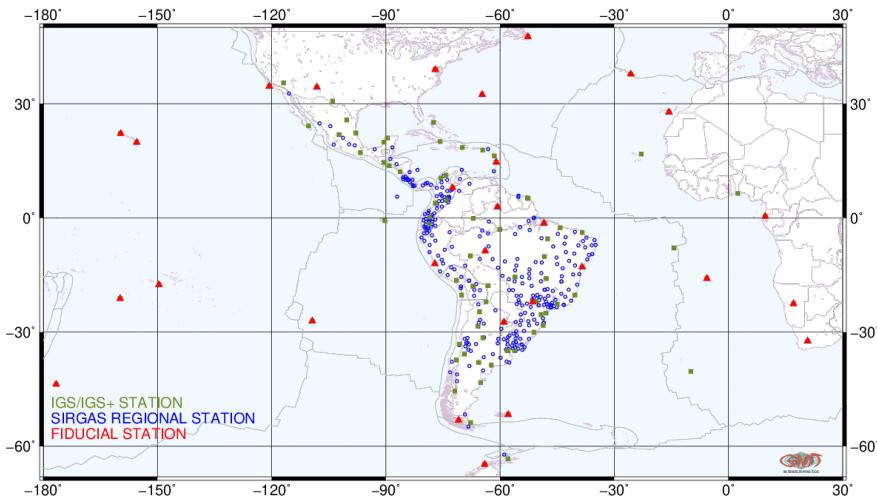 −180° −150° −120° −90° −60° −30° 0° 30°
30° 30°
0° 0°
−30° −30°
−60° −60°
IGS/IGS+ STATION
SIRGAS REGIONAL STATION
FIDUCIAL STATION
GMT
−180° −150° −120° −90° −60° −30° 0° 30°